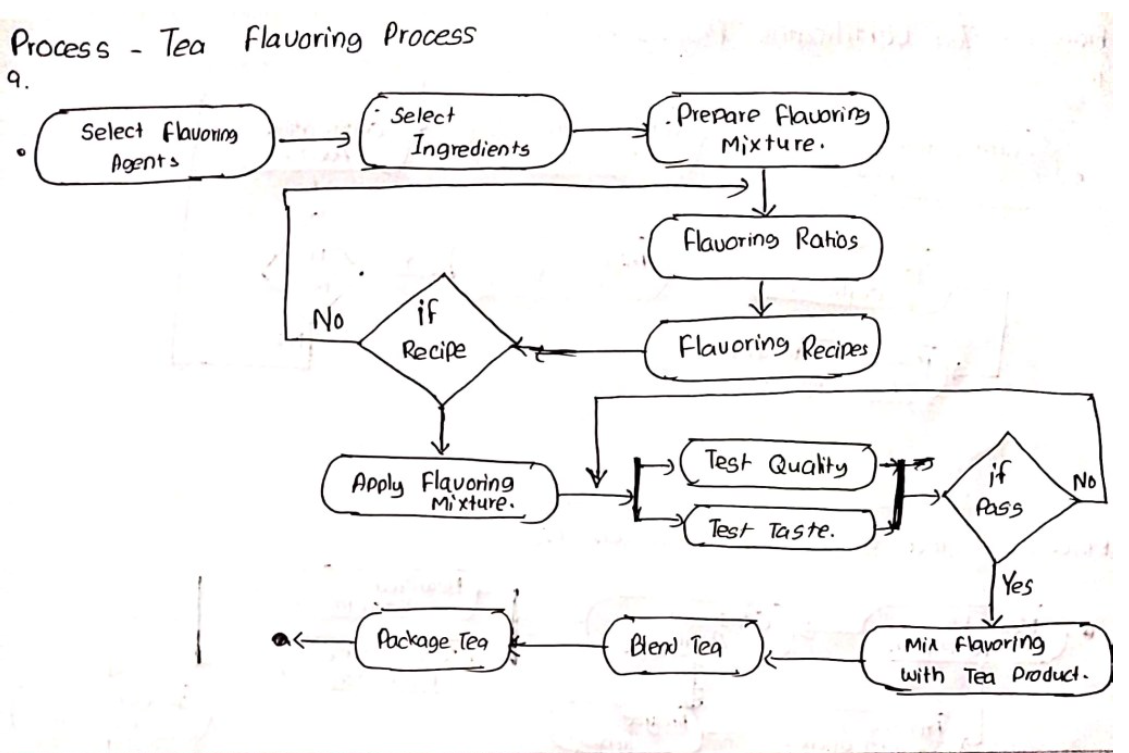 Process - Tea Flavoring Process
9.
Select Flavoring
Agents
Select
Ingredients
Prepare Flavoring
Mixture.
Flavoring Ratios
Flavoring Recipes
if
Recipe
No
Apply Flavoring
Mixture.
Test Quality
Test Taste.
if
Pass
No
Yes
Mix Flavoring
with Tea Product.
Blend Tea
Package Tea